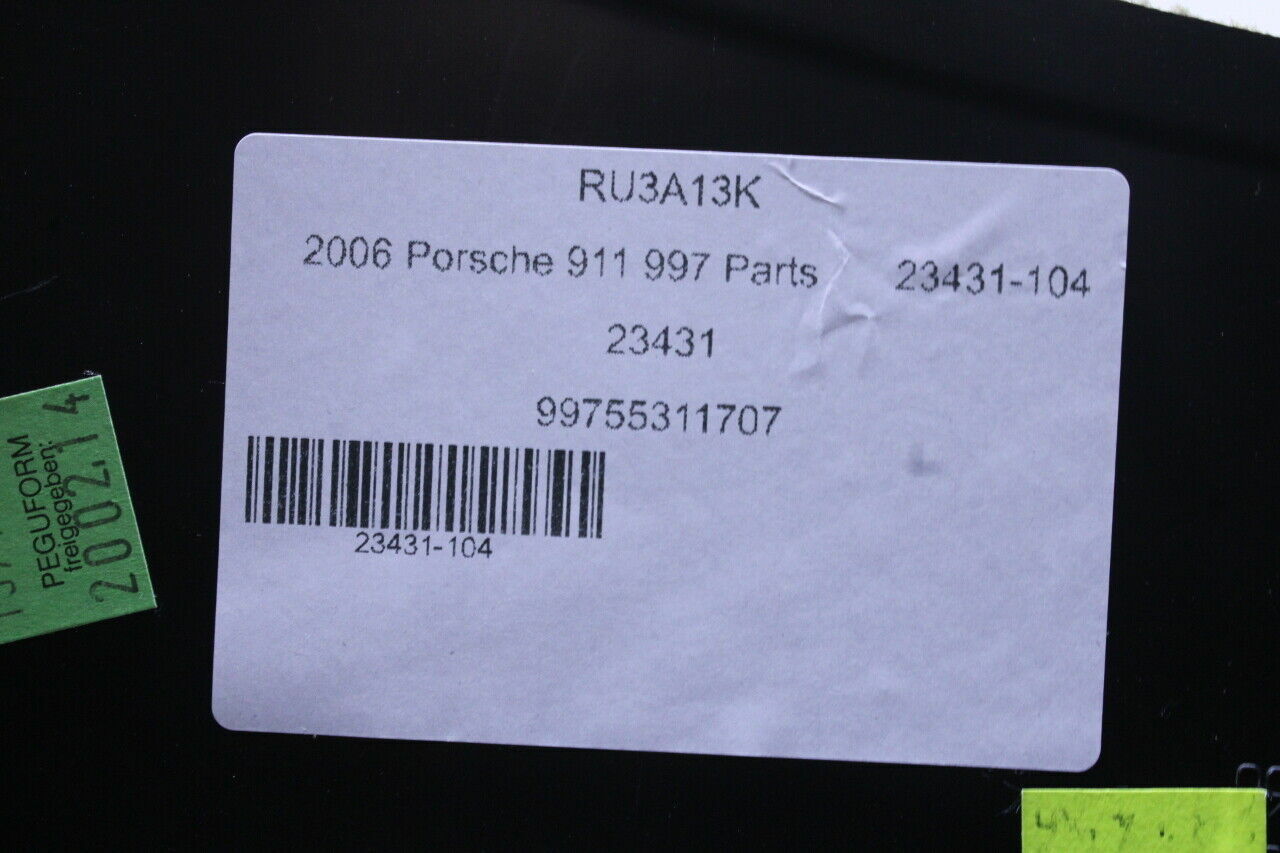 RU3A13K
2006 Porsche 911 997 Parts 23431-104
23431
99755311707
23431-104
PEGUFORM
freigegeben:
2002.14